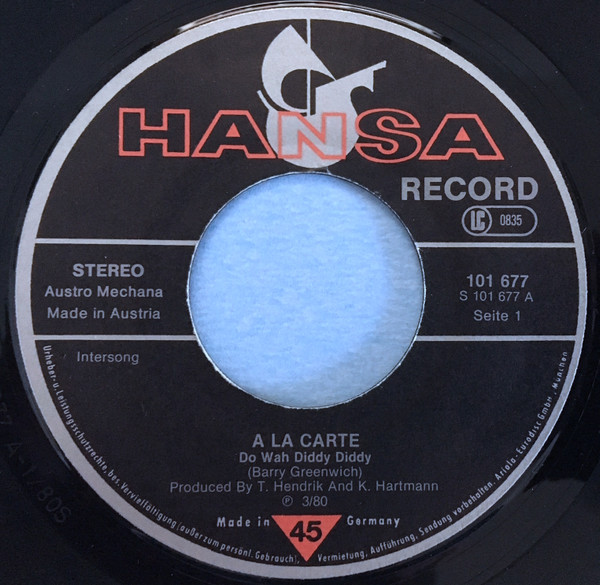 HANSA
RECORD
LC 0835
STEREO
Austro Mechana
Made in Austria
101 677
S 101 677 A
Seite 1
Intersong
A LA CARTE
Do Wah Diddy Diddy
(Barry Greenwich)
Produced By T. Hendrik And K. Hartmann
℗ 3/80
Made in 45 Germany
Urheber- u. Leistungsschutzrechte, bes. Vervielfältigung (außer zum persönl. Gebrauch), Vermietung, Aufführung, Sendung vorbehalten. Ariola-Eurodisc GmbH., München